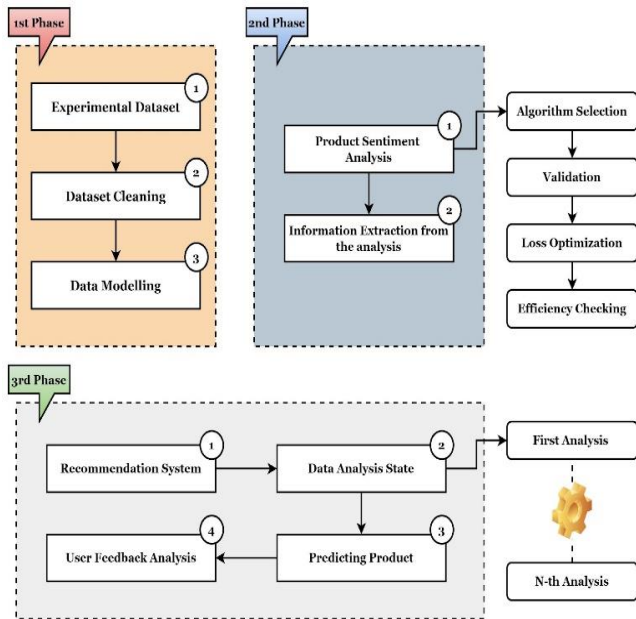 1st Phase
1
Experimental Dataset
2
Dataset Cleaning
3
Data Modelling
2nd Phase
1
Product Sentiment
Analysis
2
Information Extraction from
the analysis
Algorithm Selection
Validation
Loss Optimization
Efficiency Checking
3rd Phase
1
Recommendation System
2
Data Analysis State
3
Predicting Product
4
User Feedback Analysis
First Analysis
N-th Analysis